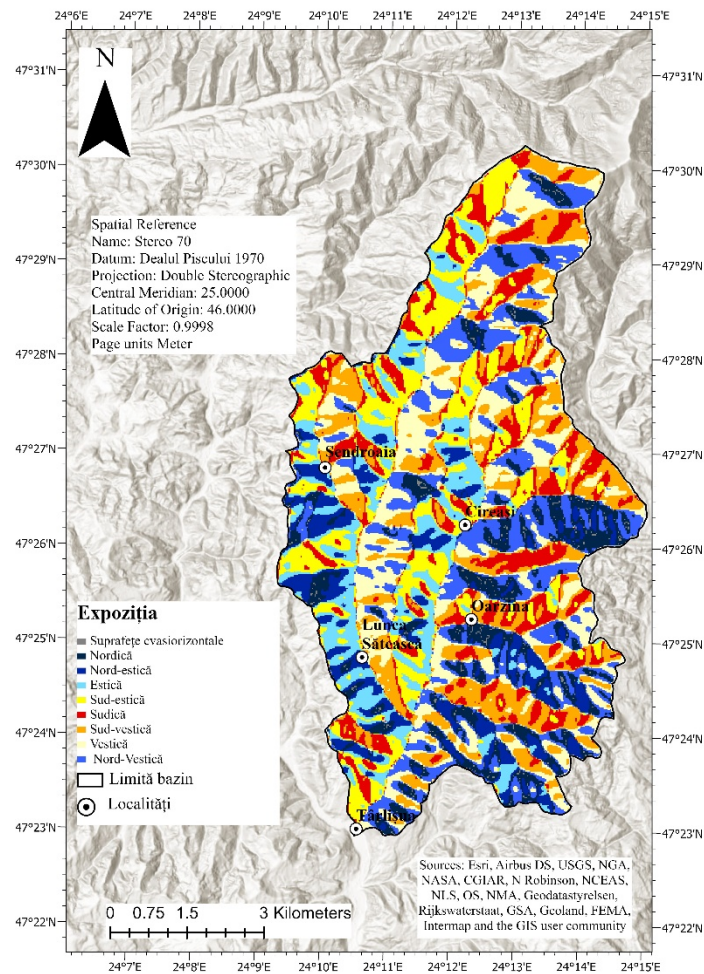 24°6'E 24°7'E 24°8'E 24°9'E 24°10'E 24°11'E 24°12'E 24°13'E 24°14'E 24°15'E
N
47°31'N 47°31'N
47°30'N 47°30'N
Spatial Reference
Name: Stereo 70
Datum: Dealul Piscului 1970
Projection: Double Stereographic
Central Meridian: 25.0000
Latitude of Origin: 46.0000
Scale Factor: 0.9998
Page units Meter
47°29'N 47°29'N
47°28'N 47°28'N
47°27'N 47°27'N
Șendroaia
Cireași
47°26'N 47°26'N
Oarzina
Lunca
Sătească
47°25'N 47°25'N
Expoziția
Suprafețe cvasiorizontale
Nordică
Nord-estică
Estică
Sud-estică
Sudică
Sud-vestică
Vestică
Nord-Vestică
Limită bazin
Localități
47°24'N 47°24'N
47°23'N 47°23'N
Târlișua
Sources: Esri, Airbus DS, USGS, NGA,
NASA, CGIAR, N Robinson, NCEAS,
NLS, OS, NMA, Geodatastyrelsen,
Rijkswaterstaat, GSA, Geoland, FEMA,
Intermap and the GIS user community
0 0.75 1.5 3 Kilometers
47°22'N 47°22'N
24°6'E 24°7'E 24°8'E 24°9'E 24°10'E 24°11'E 24°12'E 24°13'E 24°14'E 24°15'E